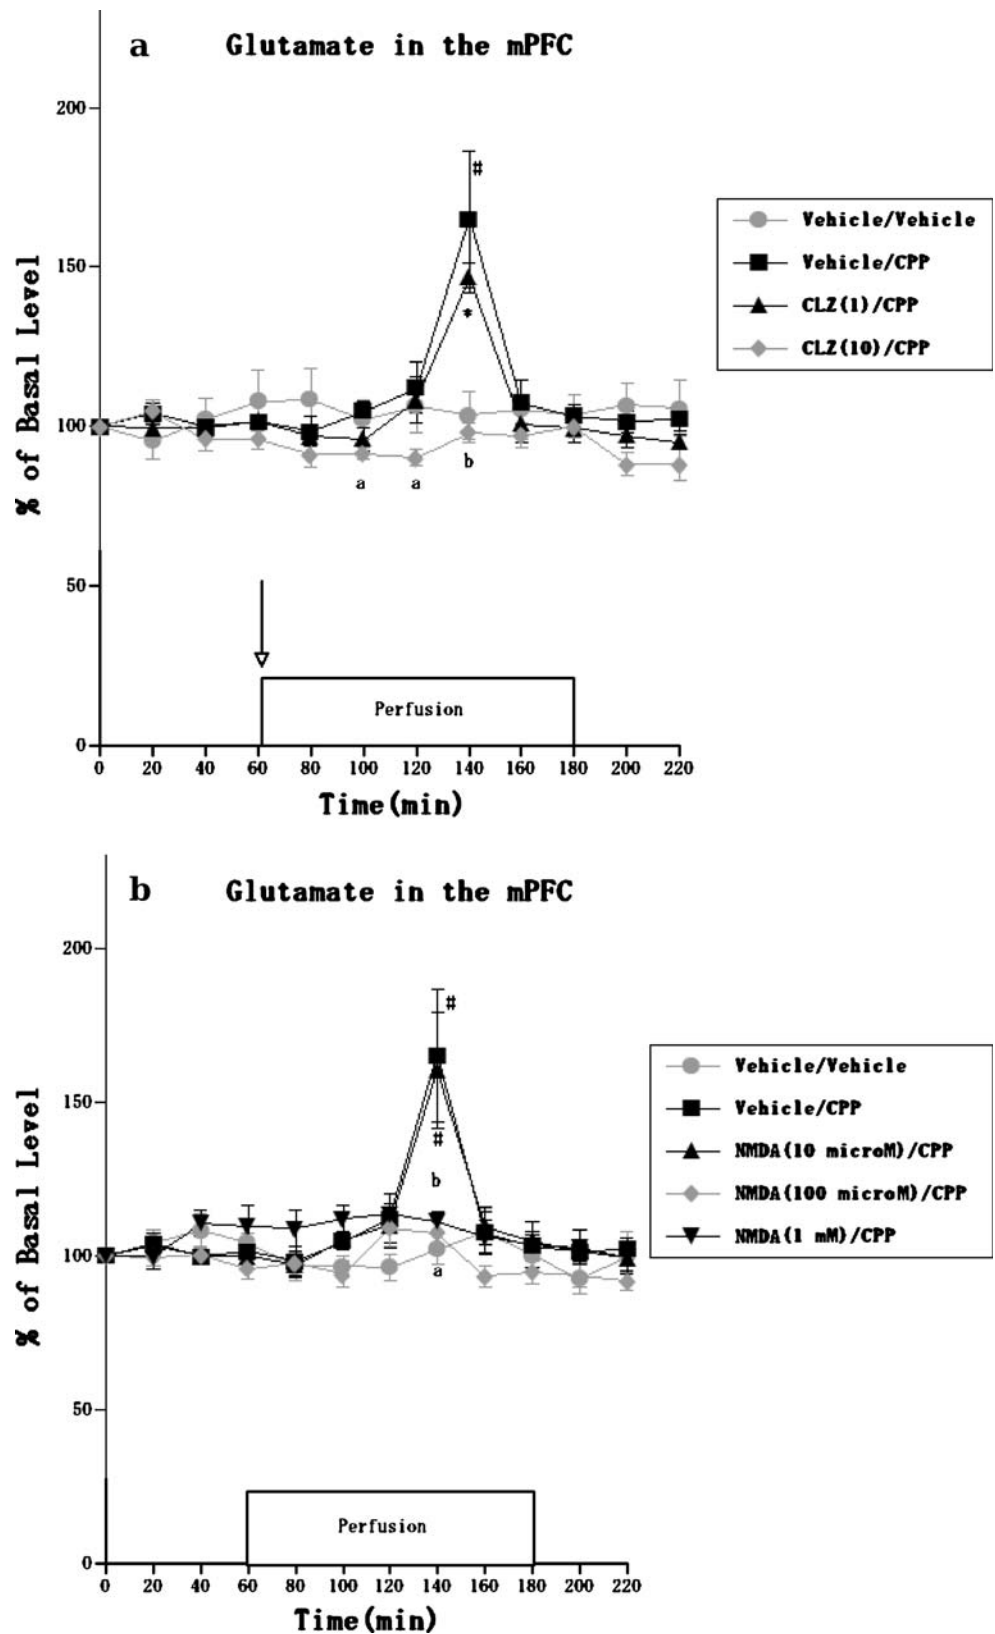 a Glutamate in the mPFC
200
150
100
50
0
% of Basal Level
#
*
b
a a
Perfusion
0 20 40 60 80 100 120 140 160 180 200 220
Time(min)
Vehicle/Vehicle
Vehicle/CPP
CLZ(1)/CPP
CLZ(10)/CPP
b Glutamate in the mPFC
200
150
100
50
0
% of Basal Level
#
#
b
a
Perfusion
0 20 40 60 80 100 120 140 160 180 200 220
Time(min)
Vehicle/Vehicle
Vehicle/CPP
NMDA(10 microM)/CPP
NMDA(100 microM)/CPP
NMDA(1 mM)/CPP